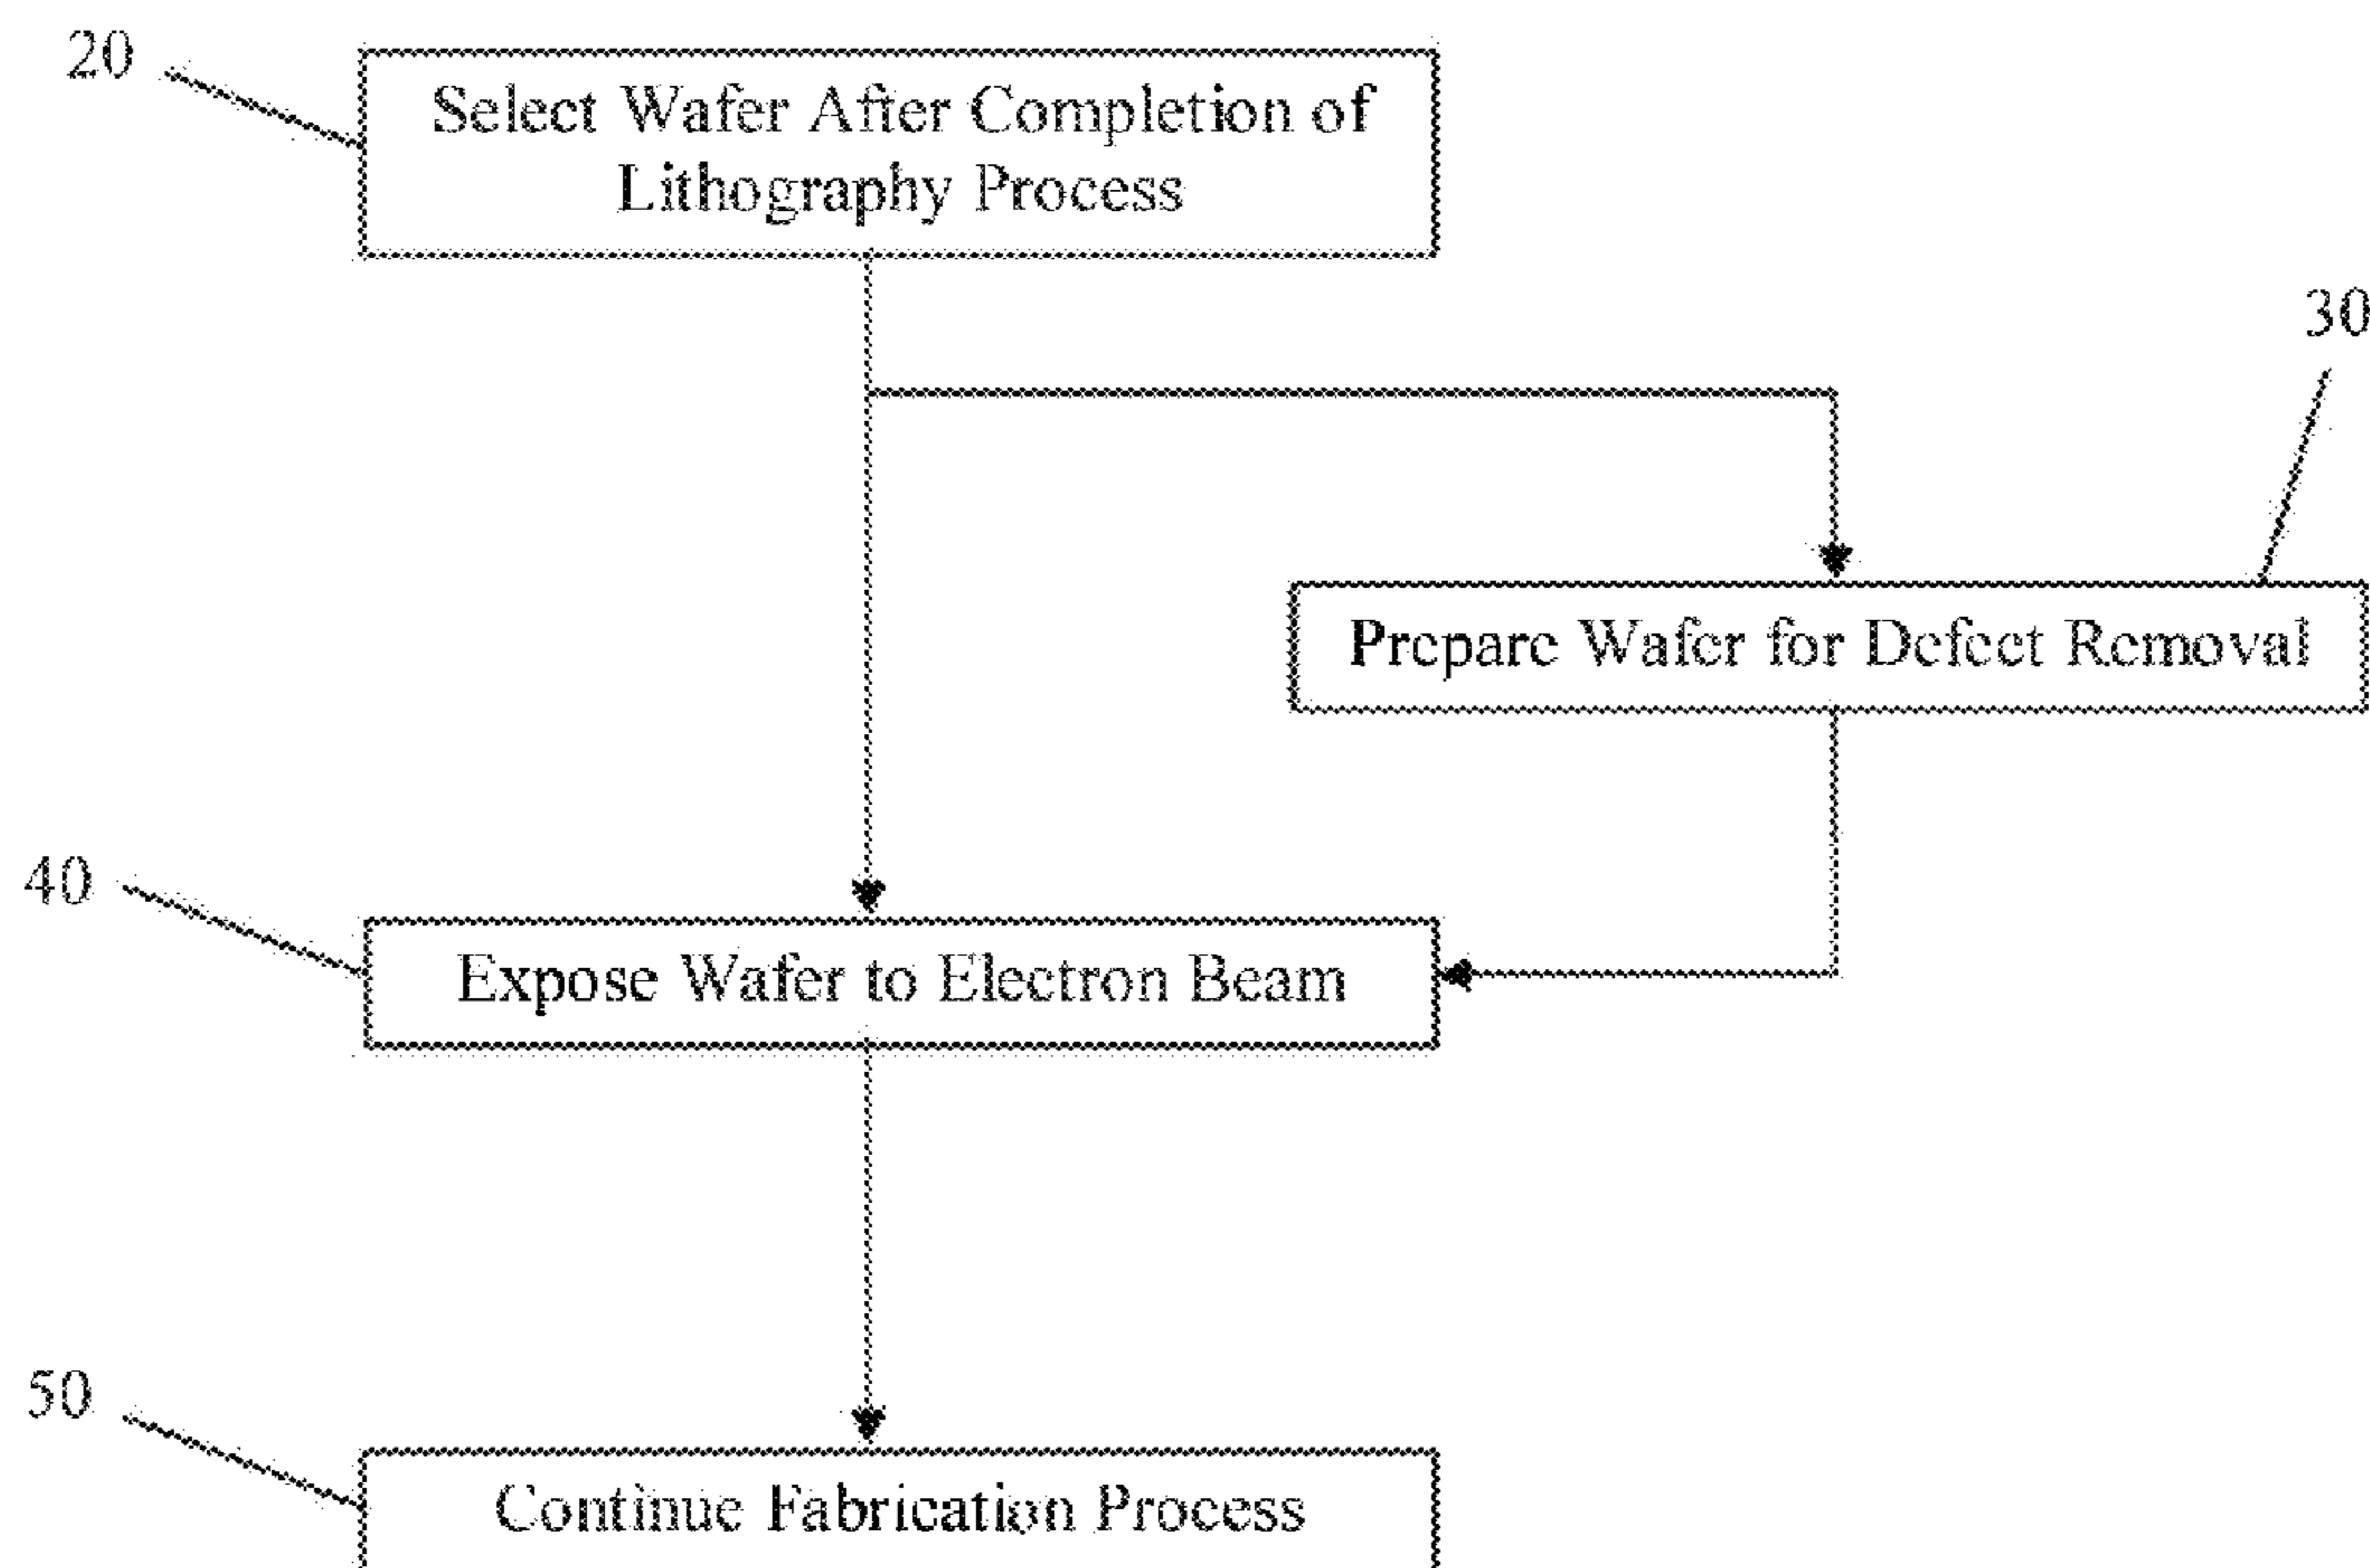 20
Select Wafer After Completion of
Lithography Process
30
Prepare Wafer for Defect Removal
40
Expose Wafer to Electron Beam
50
Continue Fabrication Process